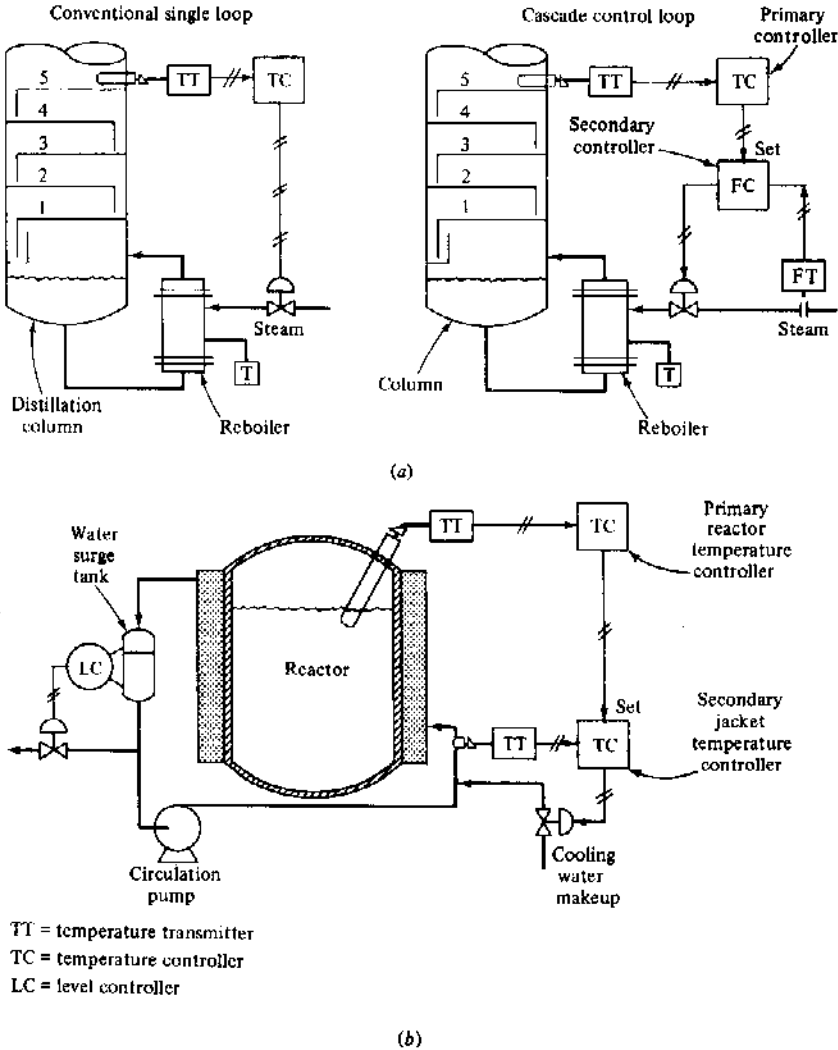 Conventional single loop
5
4
3
2
1
TT
TC
Steam
T
Distillation
column
Reboiler
Cascade control loop
Primary
controller
5
4
3
2
1
TT
TC
Secondary
controller
Set
FC
FT
Steam
T
Column
Reboiler
(a)
Water
surge
tank
LC
Reactor
TT
TC
Primary
reactor
temperature
controller
Set
TT
TC
Secondary
jacket
temperature
controller
Circulation
pump
Cooling
water
makeup
TT = temperature transmitter
TC = temperature controller
LC = level controller
(b)